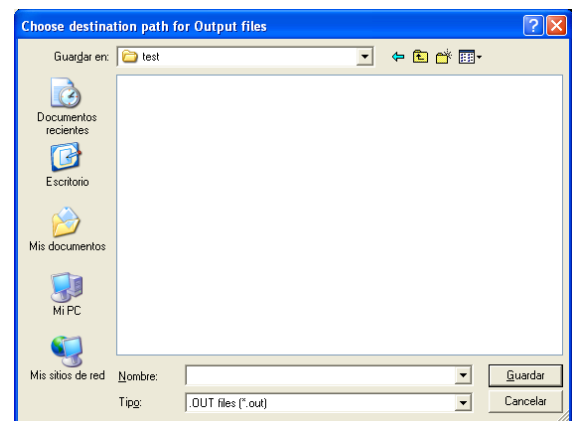 Choose destination path for Output files
Guardar en:
test
Documentos
recientes
Escritorio
Mis documentos
Mi PC
Mis sitios de red
Nombre:
Guardar
Tipo:
.OUT files (*.out)
Cancelar